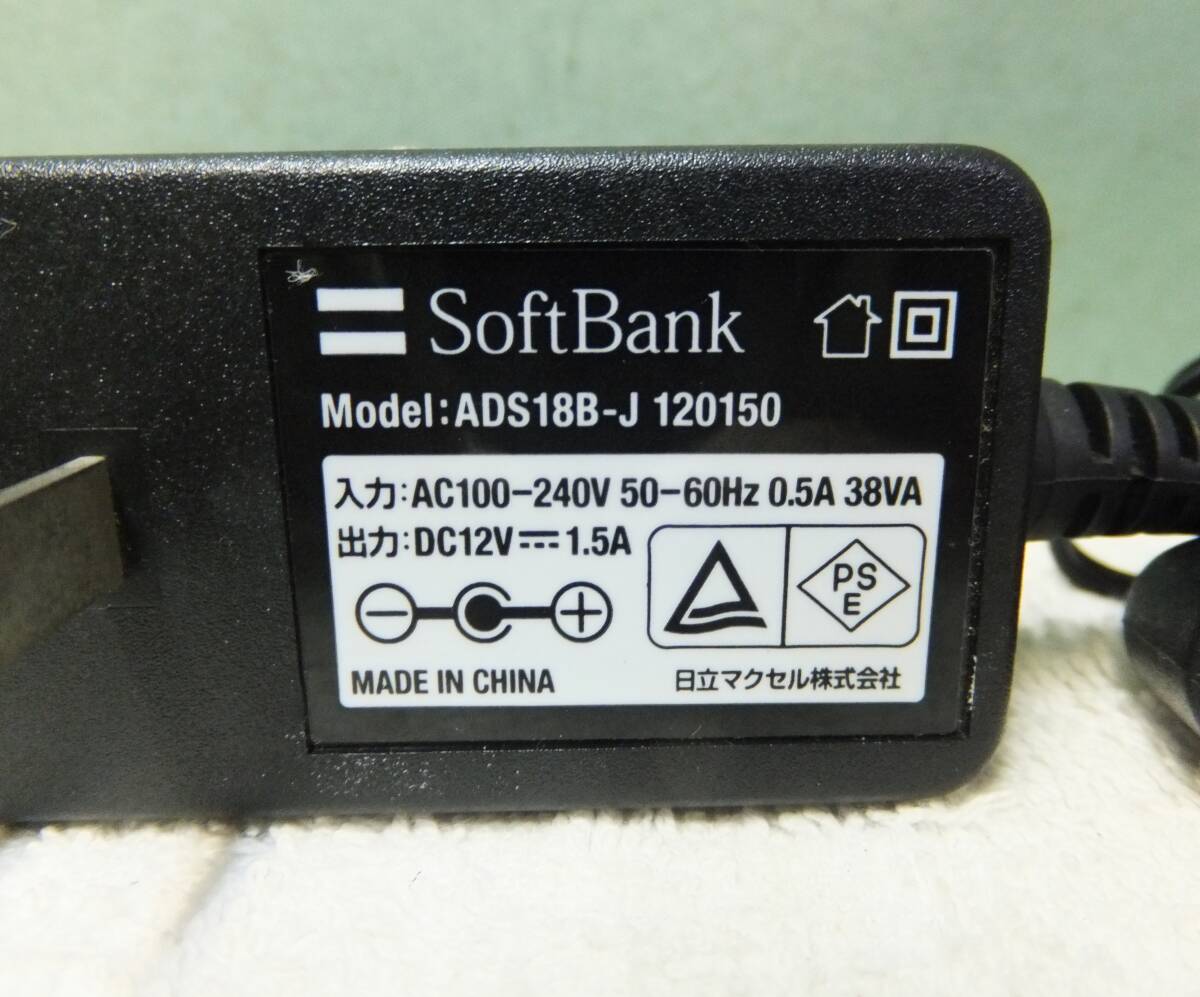 SoftBank
Model:ADS18B-J 120150
入力:AC100-240V 50-60Hz 0.5A 38VA
出力:DC12V⎓1.5A
PS
E
MADE IN CHINA
日立マクセル株式会社